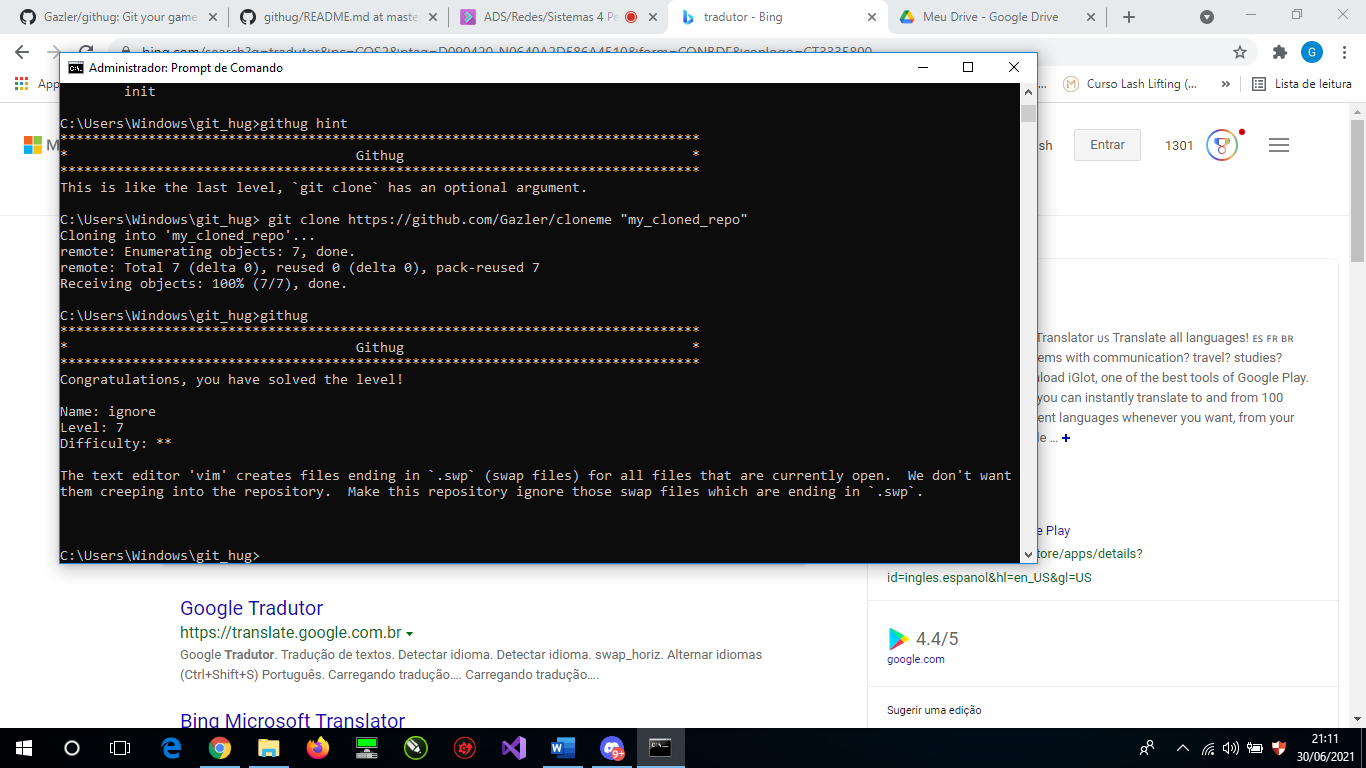 Gazler/githug: Git your game
githug/README.md at maste
ADS/Redes/Sistemas 4 Pe
tradutor - Bing
Meu Drive - Google Drive
G
App
Curso Lash Lifting (...
»
Lista de leitura
Administrador: Prompt de Comando
init
C:\Users\Windows\git_hug>githug hint
********************************************************************************
* Githug *
********************************************************************************
This is like the last level, `git clone` has an optional argument.
C:\Users\Windows\git_hug> git clone https://github.com/Gazler/cloneme "my_cloned_repo"
Cloning into 'my_cloned_repo'...
remote: Enumerating objects: 7, done.
remote: Total 7 (delta 0), reused 0 (delta 0), pack-reused 7
Receiving objects: 100% (7/7), done.
C:\Users\Windows\git_hug>githug
********************************************************************************
* Githug *
********************************************************************************
Congratulations, you have solved the level!
Name: ignore
Level: 7
Difficulty: **
The text editor 'vim' creates files ending in `.swp` (swap files) for all files that are currently open.  We don't want
them creeping into the repository.  Make this repository ignore those swap files which are ending in `.swp`.
C:\Users\Windows\git_hug>
M
sh
Entrar
1301
Translator US Translate all languages! ES FR BR
ems with communication? travel? studies?
load iGlot, one of the best tools of Google Play.
you can instantly translate to and from 100
ent languages whenever you want, from your
le ... +
e Play
tore/apps/details?
id=ingles.espanol&hl=en_US&gl=US
4.4/5
google.com
Sugerir uma edição
Google Tradutor
https://translate.google.com.br
Google Tradutor. Tradução de textos. Detectar idioma. Detectar idioma. swap_horiz. Alternar idiomas
(Ctrl+Shift+S) Português. Carregando tradução.... Carregando tradução....
Bing Microsoft Translator
9+
21:11
30/06/2021